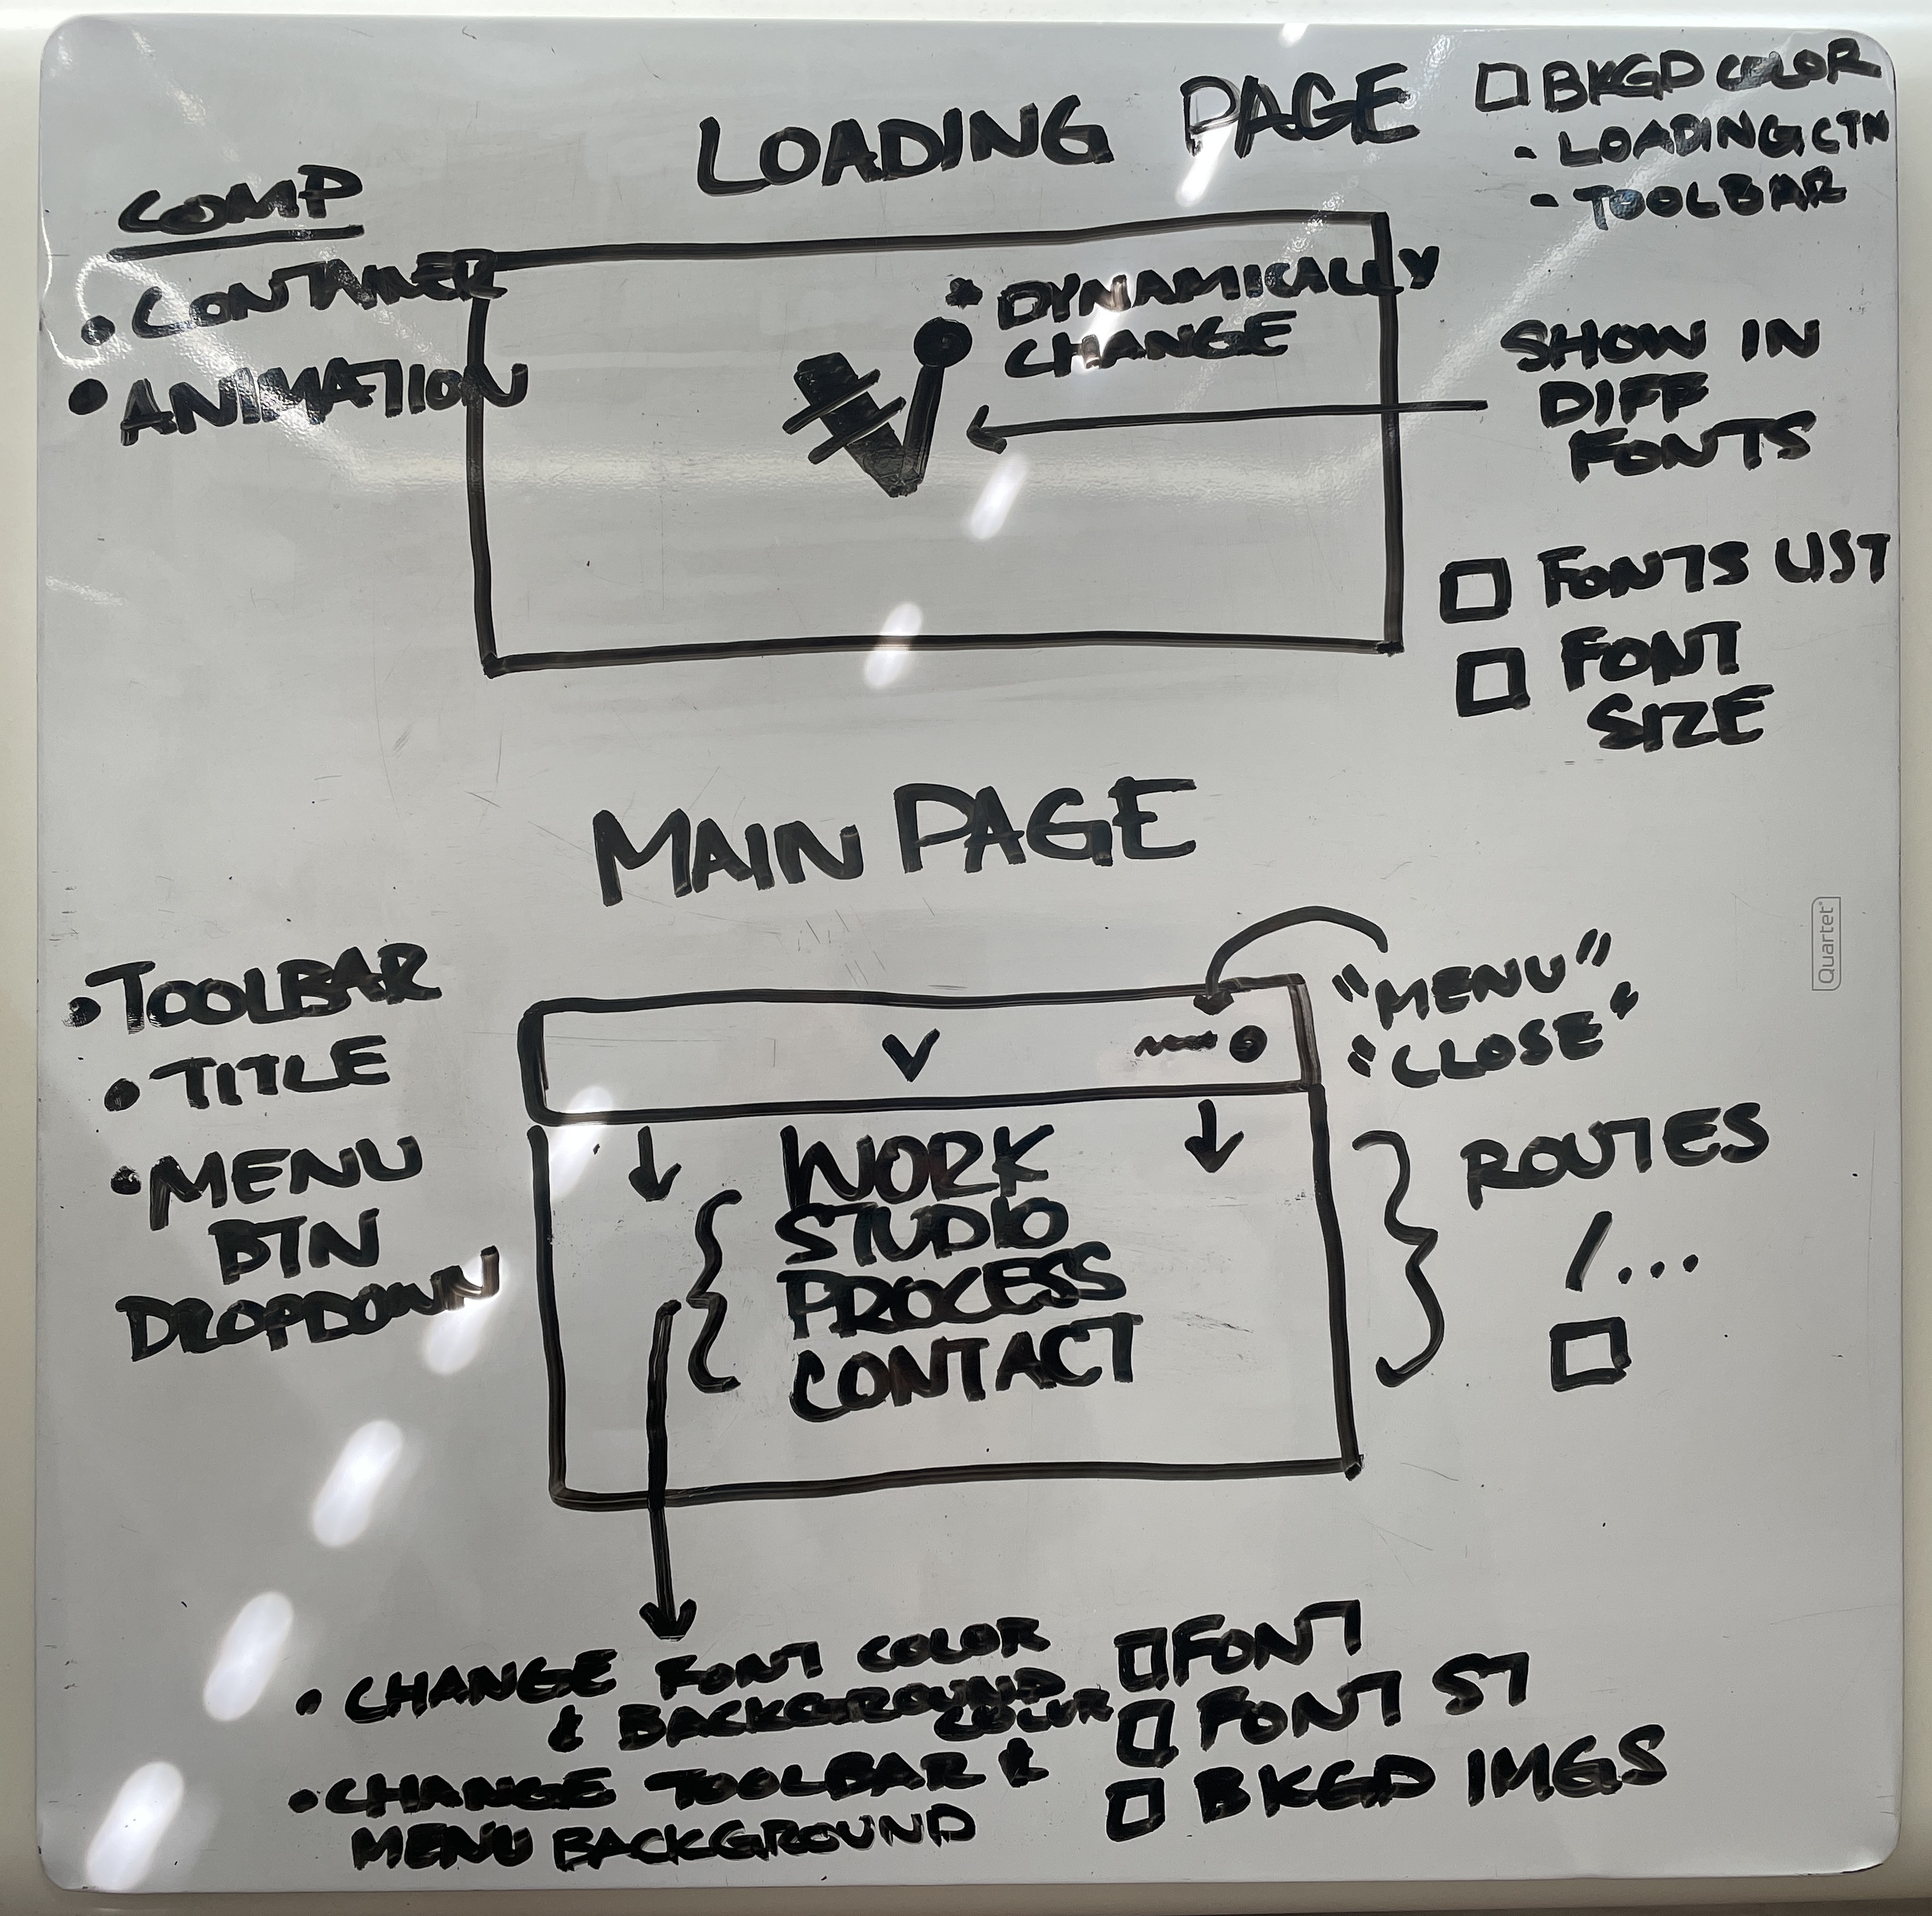 LOADING PAGE
BKGD COLOR
- LOADING CTN
- TOOLBAR
COMP
• CONTAINER
• ANIMATION
* DYNAMICALLY
CHANGE
V
SHOW IN
DIFF
FONTS
FONTS LIST
FONT
SIZE
MAIN PAGE
• TOOLBAR
• TITLE
• MENU
BTN
DROPDOWN
V
"MENU"
"CLOSE"
WORK
STUDIO
PROCESS
CONTACT
ROUTES
/...
• CHANGE FONT COLOR
& BACKGROUND
COLOR
• CHANGE TOOLBAR &
MENU BACKGROUND
FONT
FONT ST
BKGD IMGS
Quartet